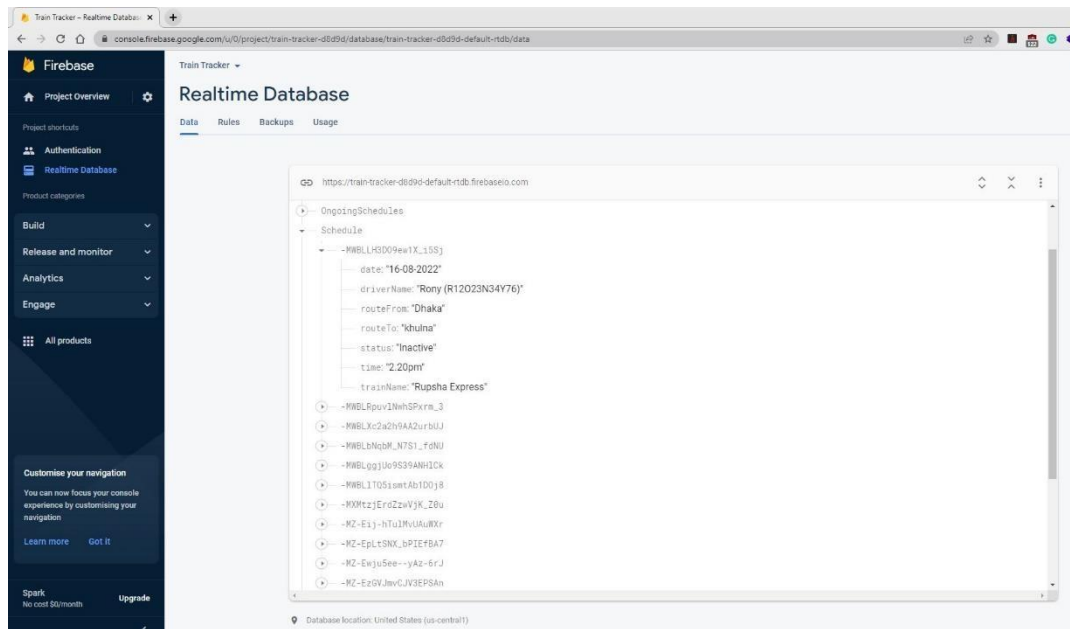 Train Tracker – Realtime Databas
console.firebase.google.com/u/0/project/train-tracker-d8d9d/database/train-tracker-d8d9d-default-rtdb/data
Firebase
Train Tracker
Project Overview
Realtime Database
Data Rules Backups Usage
Project shortcuts
Authentication
Realtime Database
Product categories
Build
Release and monitor
Analytics
Engage
All products
https://train-tracker-d8d9d-default-rtdb.firebaseio.com
OngoingSchedules
Schedule
date: "16-08-2022"
driverName: "Rony (R12O23N34Y76)"
routeFrom: "Dhaka"
routeTo: "khulna"
status: "Inactive"
time: "2.20pm"
trainName: "Rupsha Express"
-MWBLRpuvlNwhSPxrm_3
-MWBLXc2a2h9AA2urbUJ
-MWBLbNqbM_N7S1_fdNU
-MWBLggjUo9S39ANHlCk
-MWBLITQ5ismtAb1DOj8
-MXMtzjErdZzwVjK_Z0u
-MZ-Eij-hTulMvUAuWXr
-MZ-EpLtSNX_bPIEfBA7
-MZ-Ewju5ee--yAz-6rJ
-MZ-EzGVJmvCJV3EPSAn
Customise your navigation
You can now focus your console
experience by customising your
navigation
Learn more Got it
Spark
No cost $0/month
Upgrade
Database location: United States (us-central1)